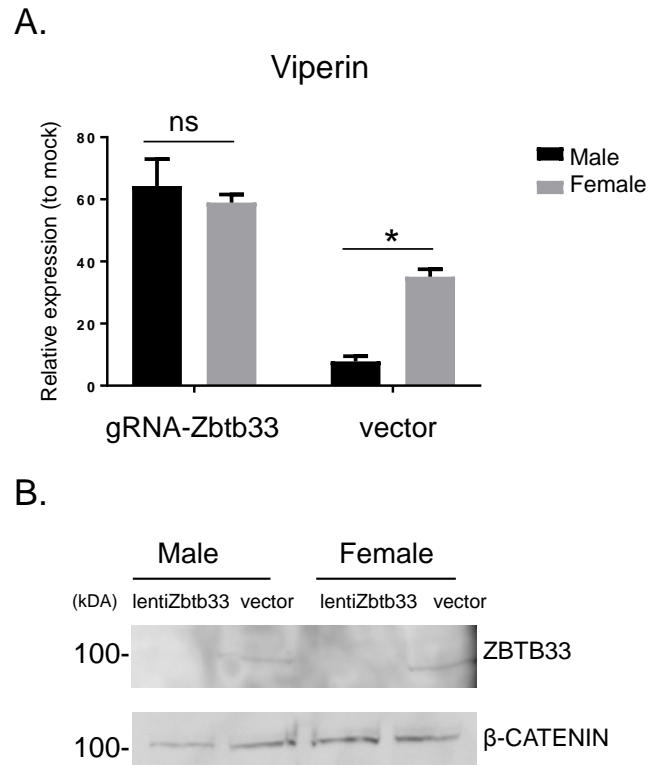 A.
Viperin
ns
*
Male
Female
Relative expression (to mock)
80
60
40
20
0
gRNA-Zbtb33 vector
B.
Male Female
(kDA) lentiZbtb33 vector lentiZbtb33 vector
100- ZBTB33
100- β-CATENIN